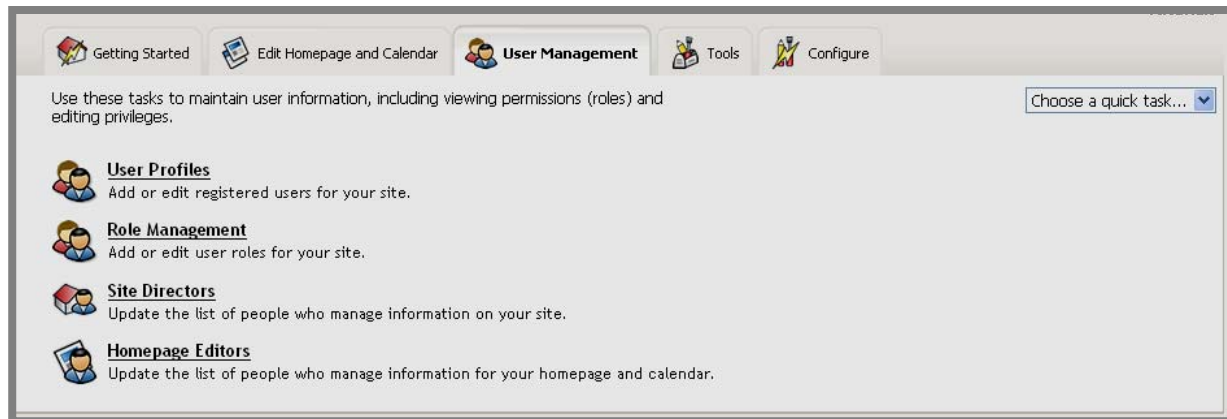 Getting Started
Edit Homepage and Calendar
User Management
Tools
Configure
Use these tasks to maintain user information, including viewing permissions (roles) and
editing privileges.
Choose a quick task...
User Profiles
Add or edit registered users for your site.
Role Management
Add or edit user roles for your site.
Site Directors
Update the list of people who manage information on your site.
Homepage Editors
Update the list of people who manage information for your homepage and calendar.